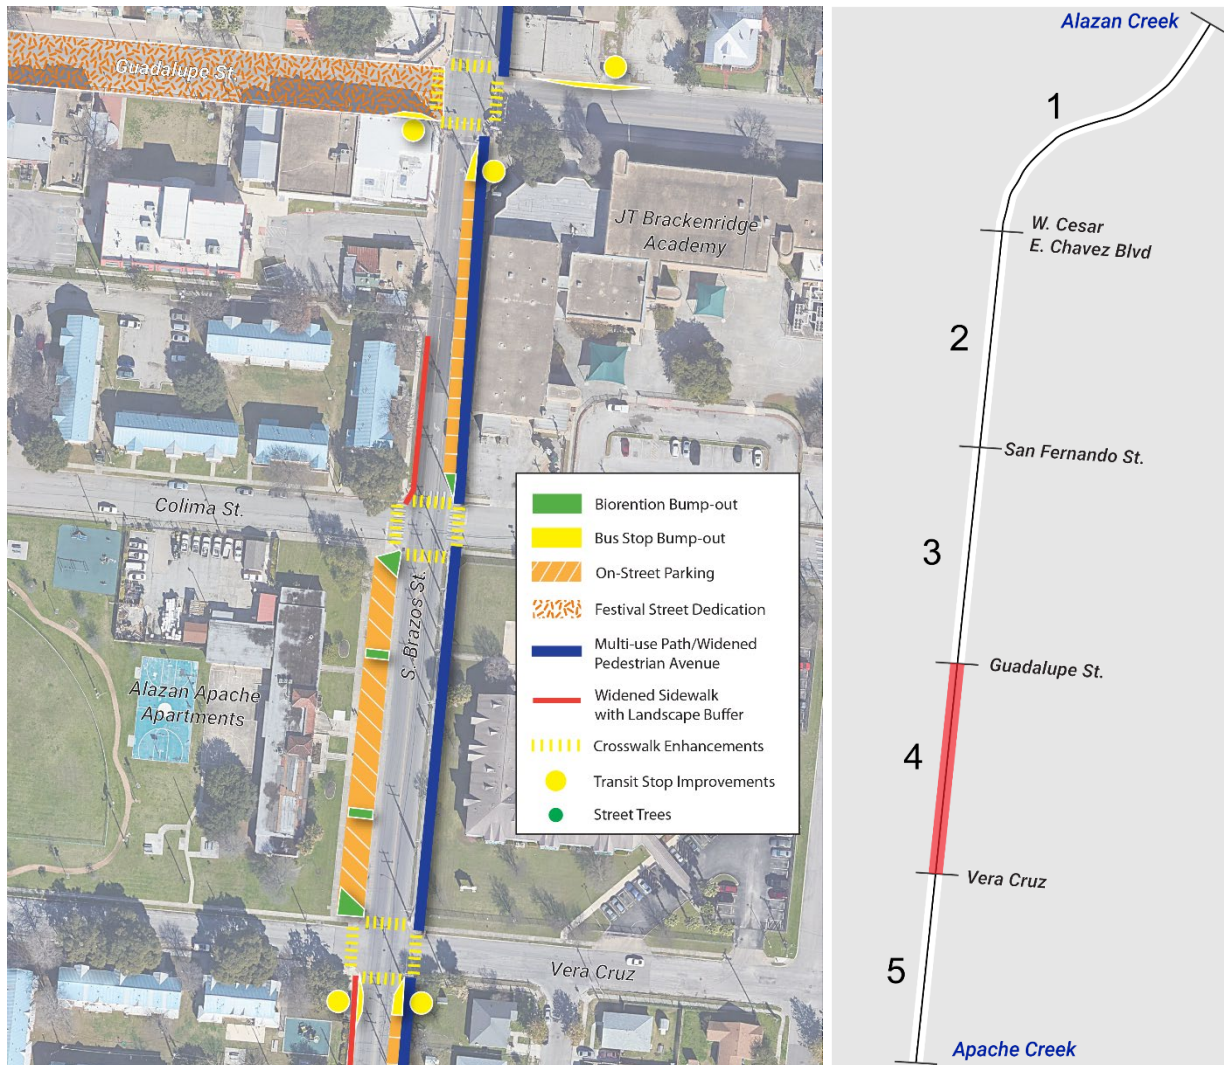 Guadalupe St.
JT Brackenridge
Academy
Colima St.
S. Brazos St.
Alazan Apache
Apartments
Vera Cruz
Biorention Bump-out
Bus Stop Bump-out
On-Street Parking
Festival Street Dedication
Multi-use Path/Widened
Pedestrian Avenue
Widened Sidewalk
with Landscape Buffer
Crosswalk Enhancements
Transit Stop Improvements
Street Trees
Alazan Creek
1
W. Cesar
E. Chavez Blvd
2
San Fernando St.
3
Guadalupe St.
4
Vera Cruz
5
Apache Creek